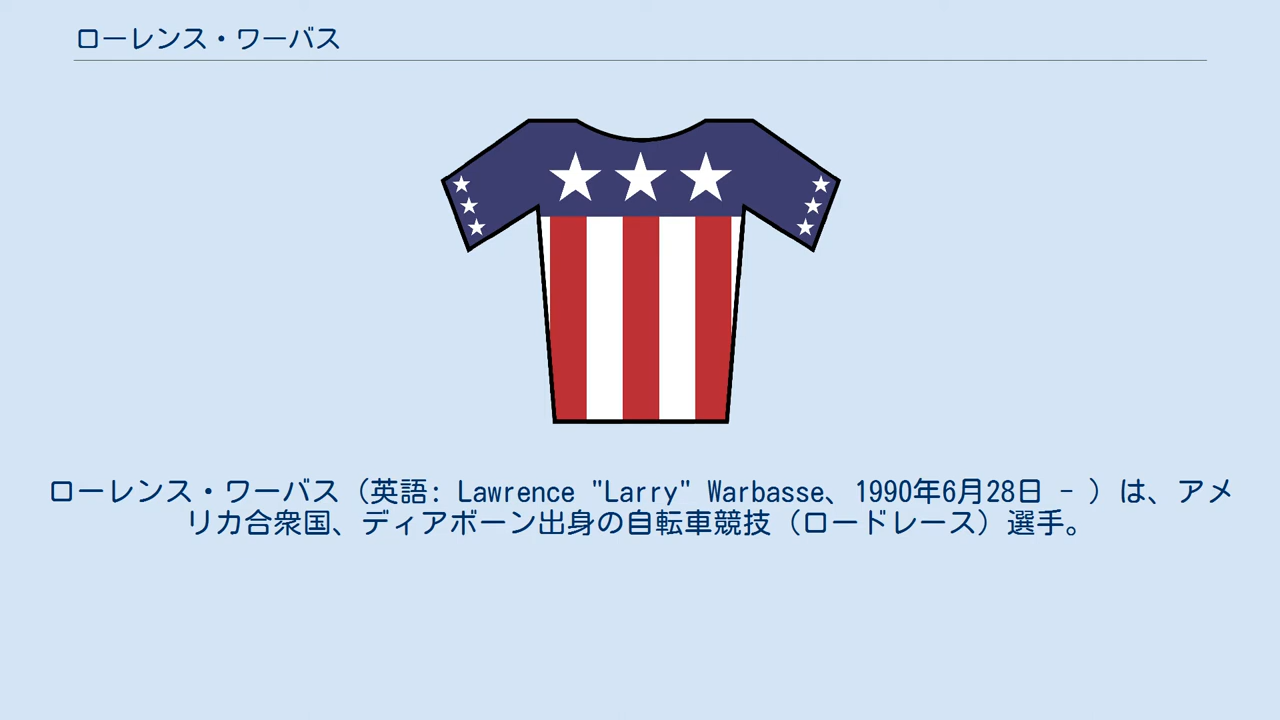 ローレンス・ワーバス
ローレンス・ワーバス（英語: Lawrence "Larry" Warbasse、1990年6月28日 - ）は、アメ
リカ合衆国、ディアボーン出身の自転車競技（ロードレース）選手。